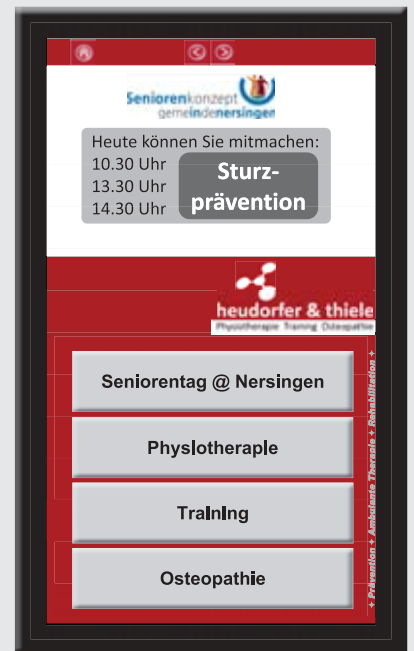 Seniorenkonzept
gemeindenersingen
Heute können Sie mitmachen:
10.30 Uhr
13.30 Uhr
14.30 Uhr
Sturz-
prävention
heudorfer & thiele
Physiotherapie Training Osteopathie
Seniorentag @ Nersingen
Physiotherapie
Training
Osteopathie
+ Prävention + Ambulante Therapie + Rehabilitation +